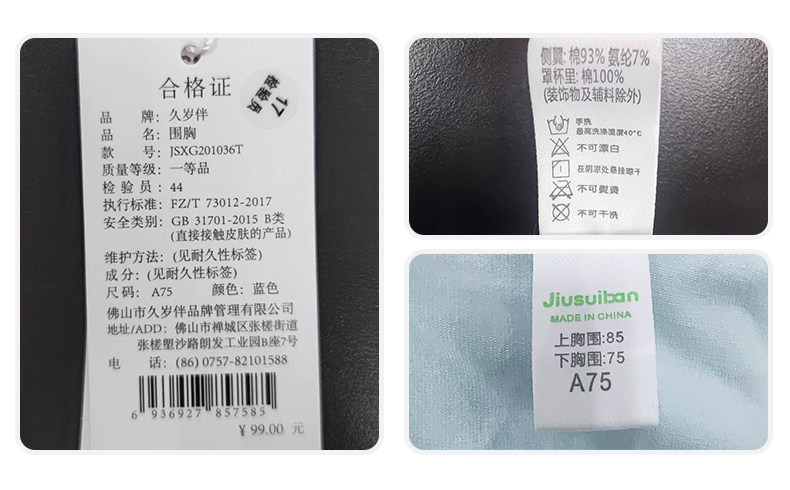 合格证
17
检验员
品 牌: 久岁伴
品 名: 围胸
款 号: JSXG201036T
质量等级: 一等品
检 验 员: 44
执行标准: FZ/T 73012-2017
安全类别: GB 31701-2015 B类
(直接接触皮肤的产品)
维护方法: (见耐久性标签)
成 分: (见耐久性标签)
尺 码: A75 颜色: 蓝色
佛山市久岁伴品牌管理有限公司
地址/ADD: 佛山市禅城区张槎街道
张槎塱沙路朗发工业园B座7号
电 话: (86) 0757-82101588
6 936927 857585
¥ 99.00 元
侧翼: 棉93% 氨纶7%
罩杯里: 棉100%
(装饰物及辅料除外)
手洗
最高洗涤温度40°C
不可漂白
在阴凉处悬挂晾干
不可熨烫
不可干洗
Jiusuiban
MADE IN CHINA
上胸围:85
下胸围:75
A75